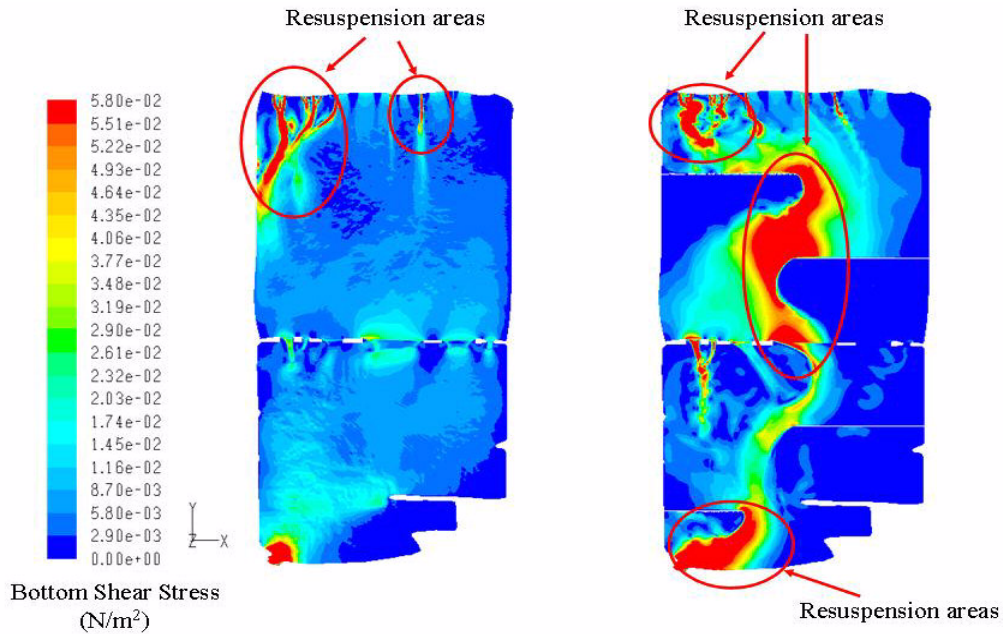 Resuspension areas
Resuspension areas
5.80e-02
5.51e-02
5.22e-02
4.93e-02
4.64e-02
4.35e-02
4.06e-02
3.77e-02
3.48e-02
3.19e-02
2.90e-02
2.61e-02
2.32e-02
2.03e-02
1.74e-02
1.45e-02
1.16e-02
8.70e-03
5.80e-03
2.90e-03
0.00e+00
Y
Z X
Bottom Shear Stress
(N/m²)
Resuspension areas